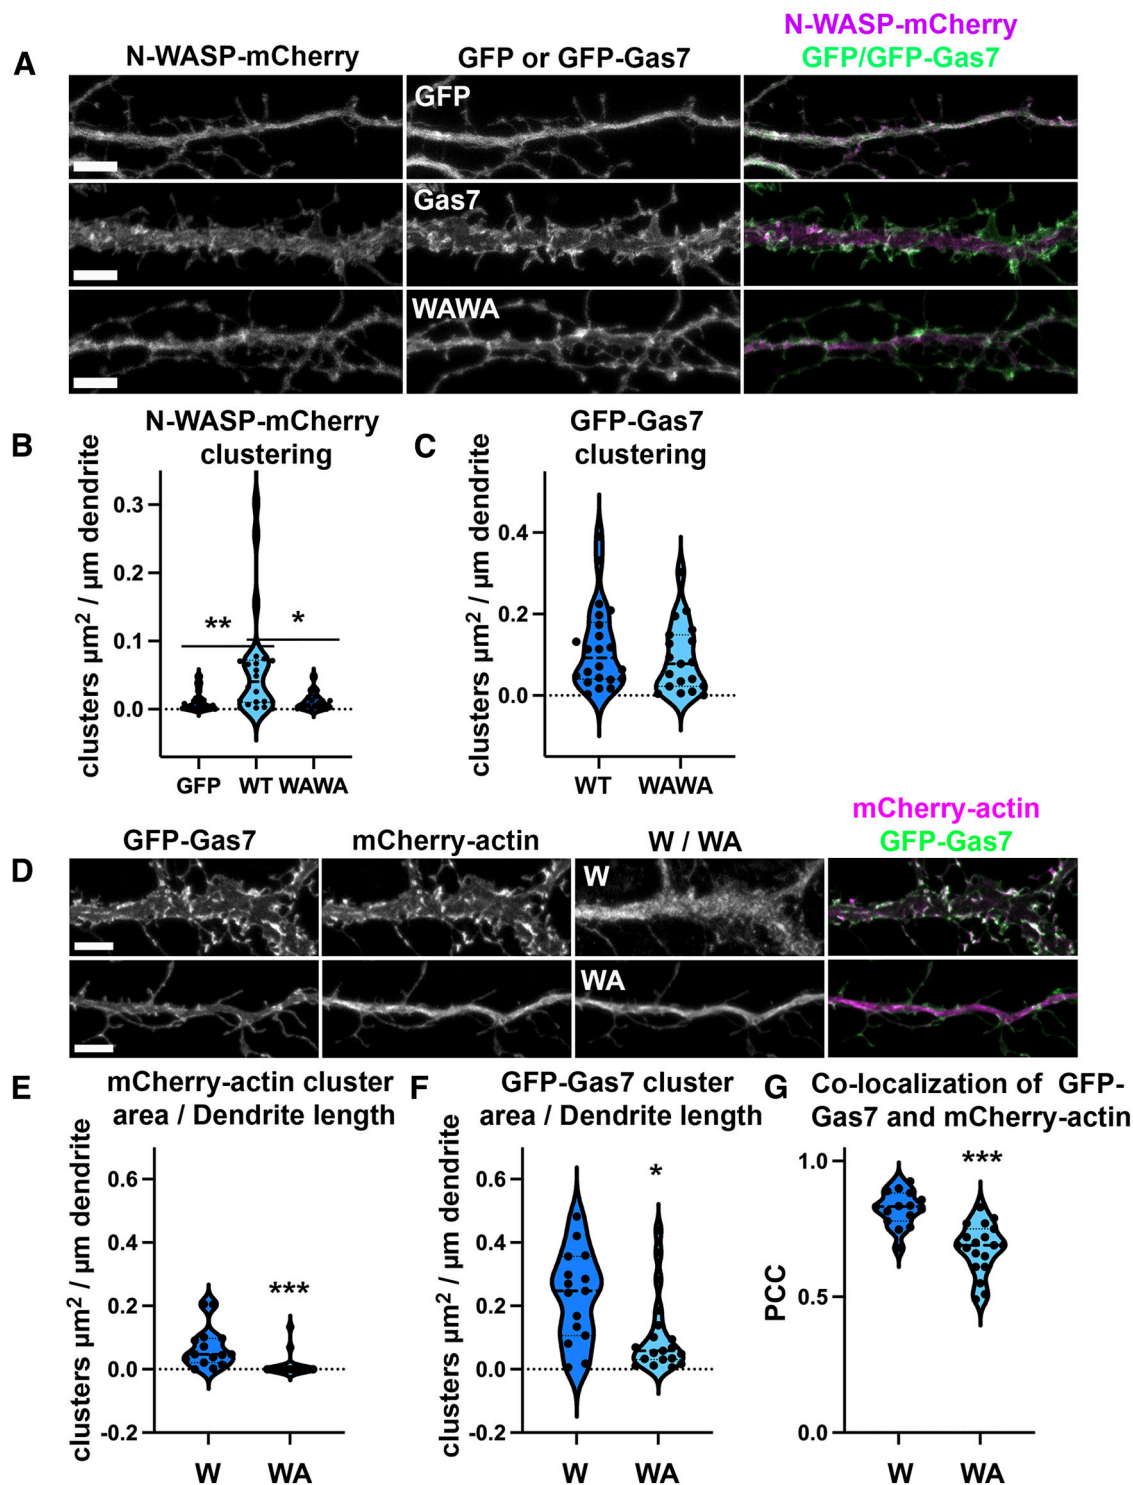 A
N-WASP-mCherry
GFP or GFP-Gas7
N-WASP-mCherry
GFP/GFP-Gas7
GFP
Gas7
WAWA
B
N-WASP-mCherry
clustering
clusters µm2 / µm dendrite
0.3
0.2
0.1
0.0
**
*
GFP
WT
WAWA
C
GFP-Gas7
clustering
clusters µm2 / µm dendrite
0.4
0.2
0.0
WT
WAWA
D
GFP-Gas7
mCherry-actin
W / WA
mCherry-actin
GFP-Gas7
W
WA
E
mCherry-actin cluster
area / Dendrite length
clusters µm2 / µm dendrite
0.6
0.4
0.2
0.0
-0.2
***
W
WA
F
GFP-Gas7 cluster
area / Dendrite length
clusters µm2 / µm dendrite
0.6
0.4
0.2
0.0
-0.2
*
W
WA
G
Co-localization of GFP-
Gas7 and mCherry-actin
PCC
1.0
0.5
0.0
***
W
WA